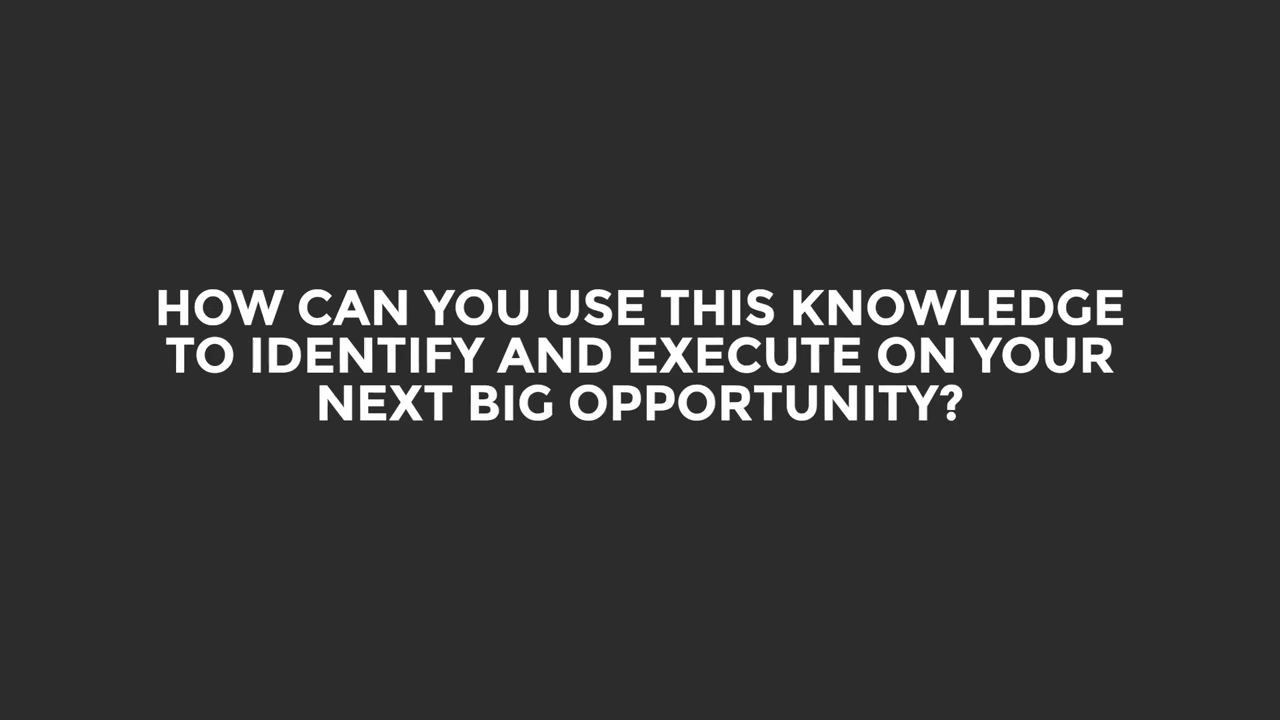 HOW CAN YOU USE THIS KNOWLEDGE
TO IDENTIFY AND EXECUTE ON YOUR
NEXT BIG OPPORTUNITY?